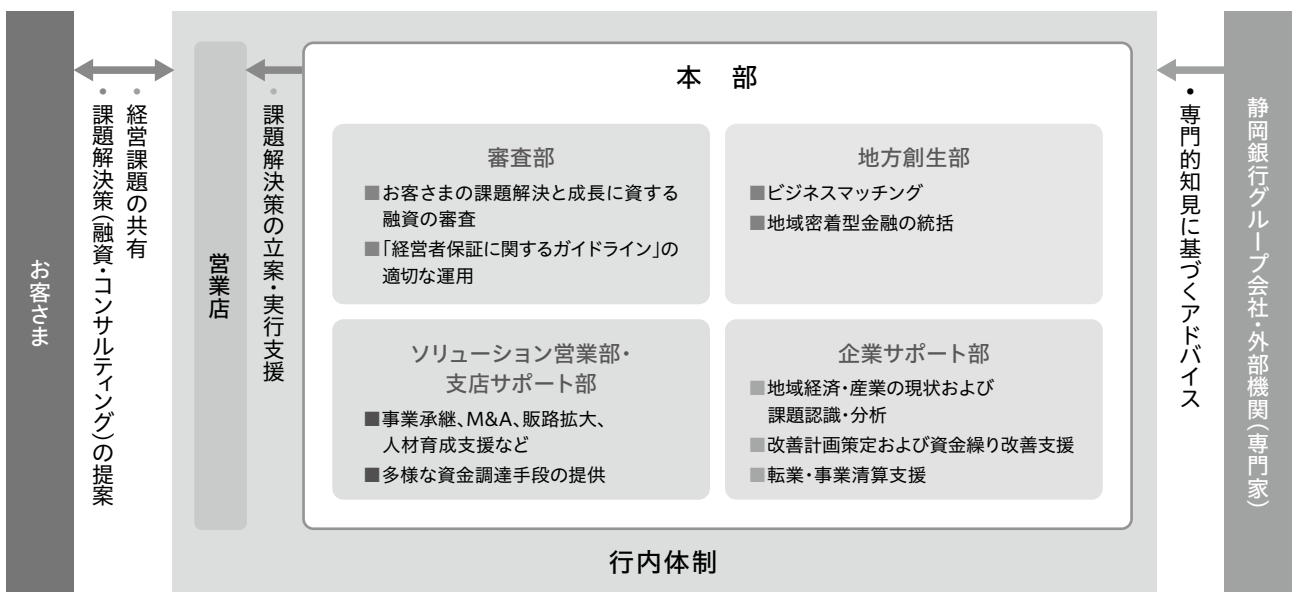 お客さま
・経営課題の共有
・課題解決策(融資・コンサルティング)の提案
営業店
・課題解決策の立案・実行支援
本　部
審査部
■お客さまの課題解決と成長に資する
融資の審査
■「経営者保証に関するガイドライン」の
適切な運用
地方創生部
■ビジネスマッチング
■地域密着型金融の統括
ソリューション営業部・
支店サポート部
■事業承継、M&A、販路拡大、
人材育成支援など
■多様な資金調達手段の提供
企業サポート部
■地域経済・産業の現状および
課題認識・分析
■改善計画策定および資金繰り改善支援
■転業・事業清算支援
行内体制
・専門的知見に基づくアドバイス
静岡銀行グループ会社・外部機関(専門家)